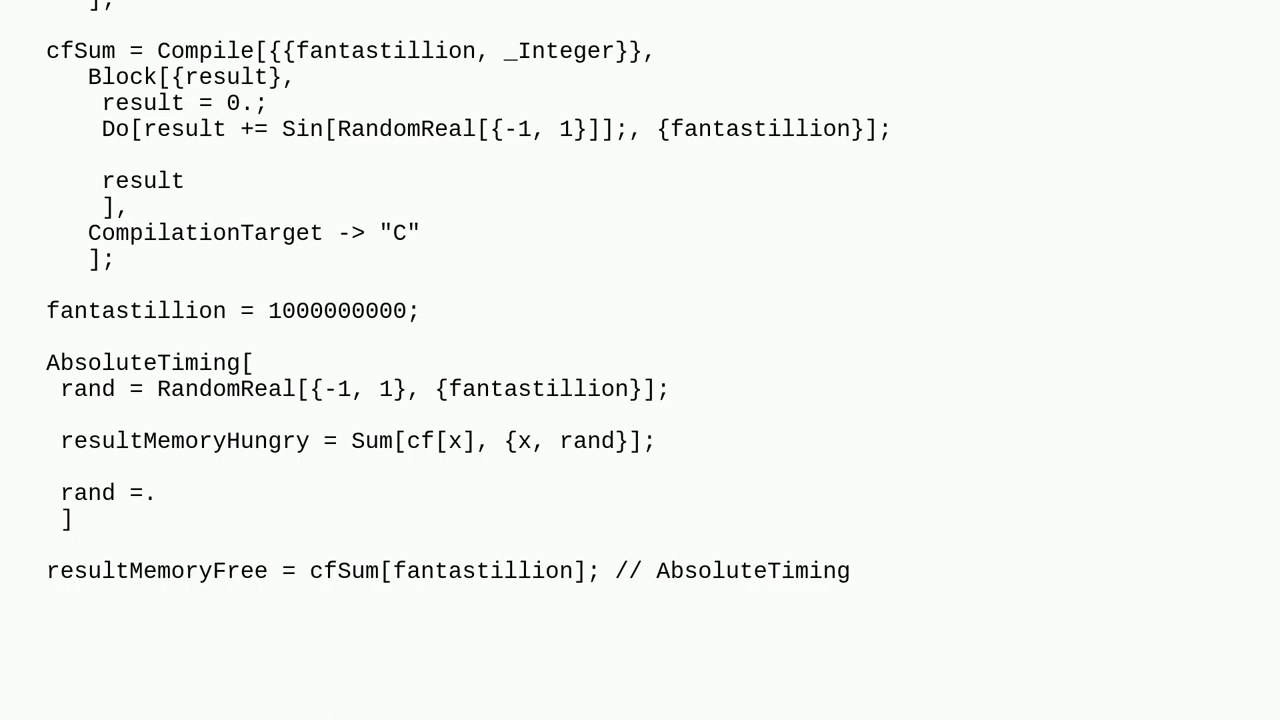 ];
cfSum = Compile[{{fantastillion, _Integer}},
Block[{result},
result = 0.;
Do[result += Sin[RandomReal[{-1, 1}]];, {fantastillion}];
result
],
CompilationTarget -> "C"
];
fantastillion = 1000000000;
AbsoluteTiming[
rand = RandomReal[{-1, 1}, {fantastillion}];
resultMemoryHungry = Sum[cf[x], {x, rand}];
rand =.
]
resultMemoryFree = cfSum[fantastillion]; // AbsoluteTiming